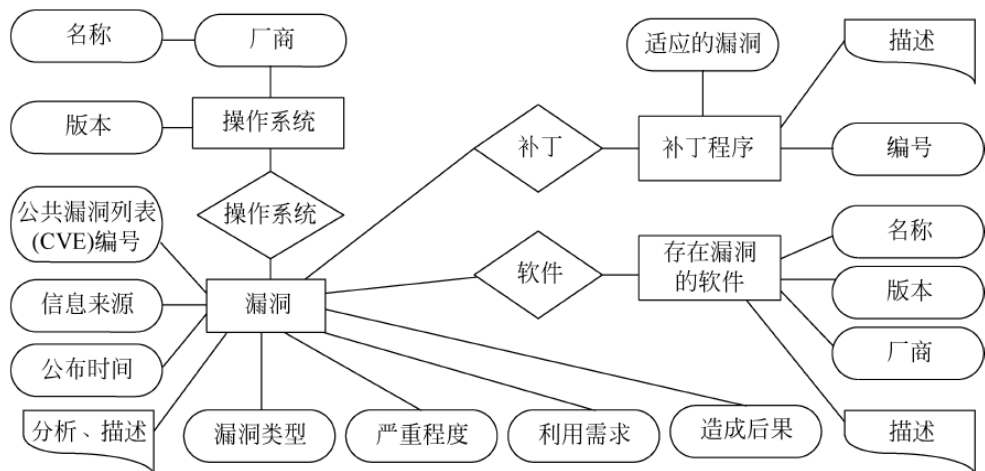 名称
厂商
适应的漏洞
描述
版本
操作系统
补丁
补丁程序
编号
公共漏洞列表
(CVE)编号
操作系统
名称
信息来源
漏洞
软件
存在漏洞
的软件
版本
公布时间
厂商
分析、描述
漏洞类型
严重程度
利用需求
造成后果
描述